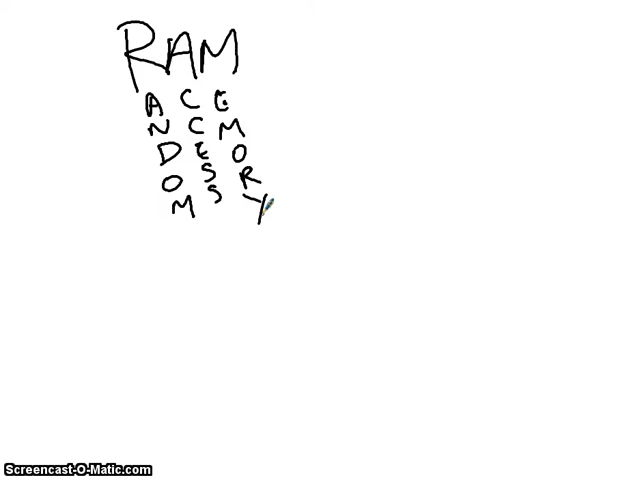 RAM
A C E
N C M
D E O
O S R
M S Y
Screencast-O-Matic.com